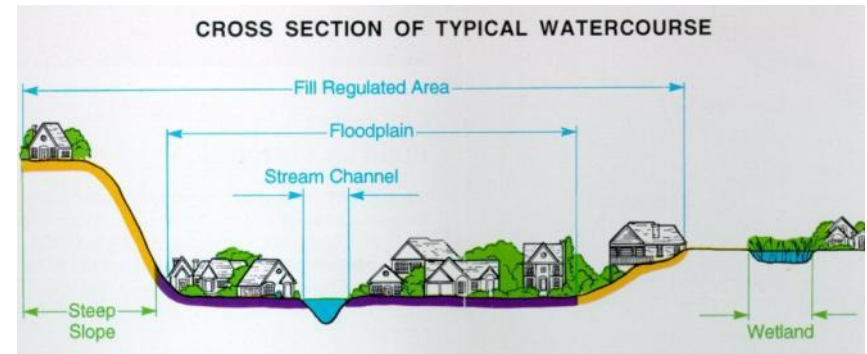 CROSS SECTION OF TYPICAL WATERCOURSE
Fill Regulated Area
Floodplain
Stream Channel
Steep
Slope
Wetland